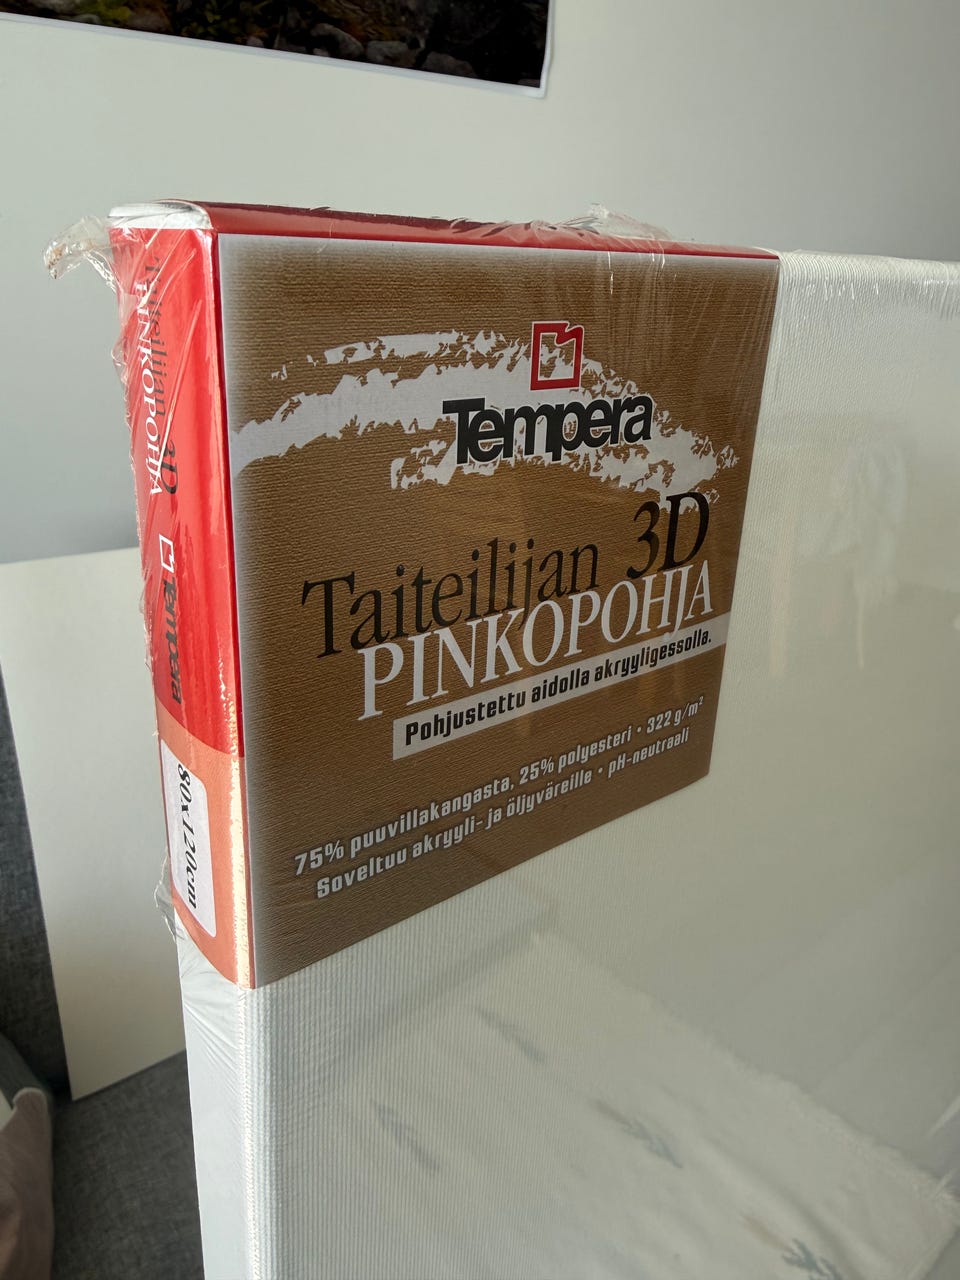 Tempera
Taiteilijan 3D
PINKOPOHJA
Pohjustettu aidolla akryyligessolla.
75% puuvillakangasta, 25% polyesteri • 322 g/m²
Soveltuu akryyli- ja öljyväreille • pH-neutraali
Taiteilijan 3D
PINKOPOHJA
Tempera
80x120cm